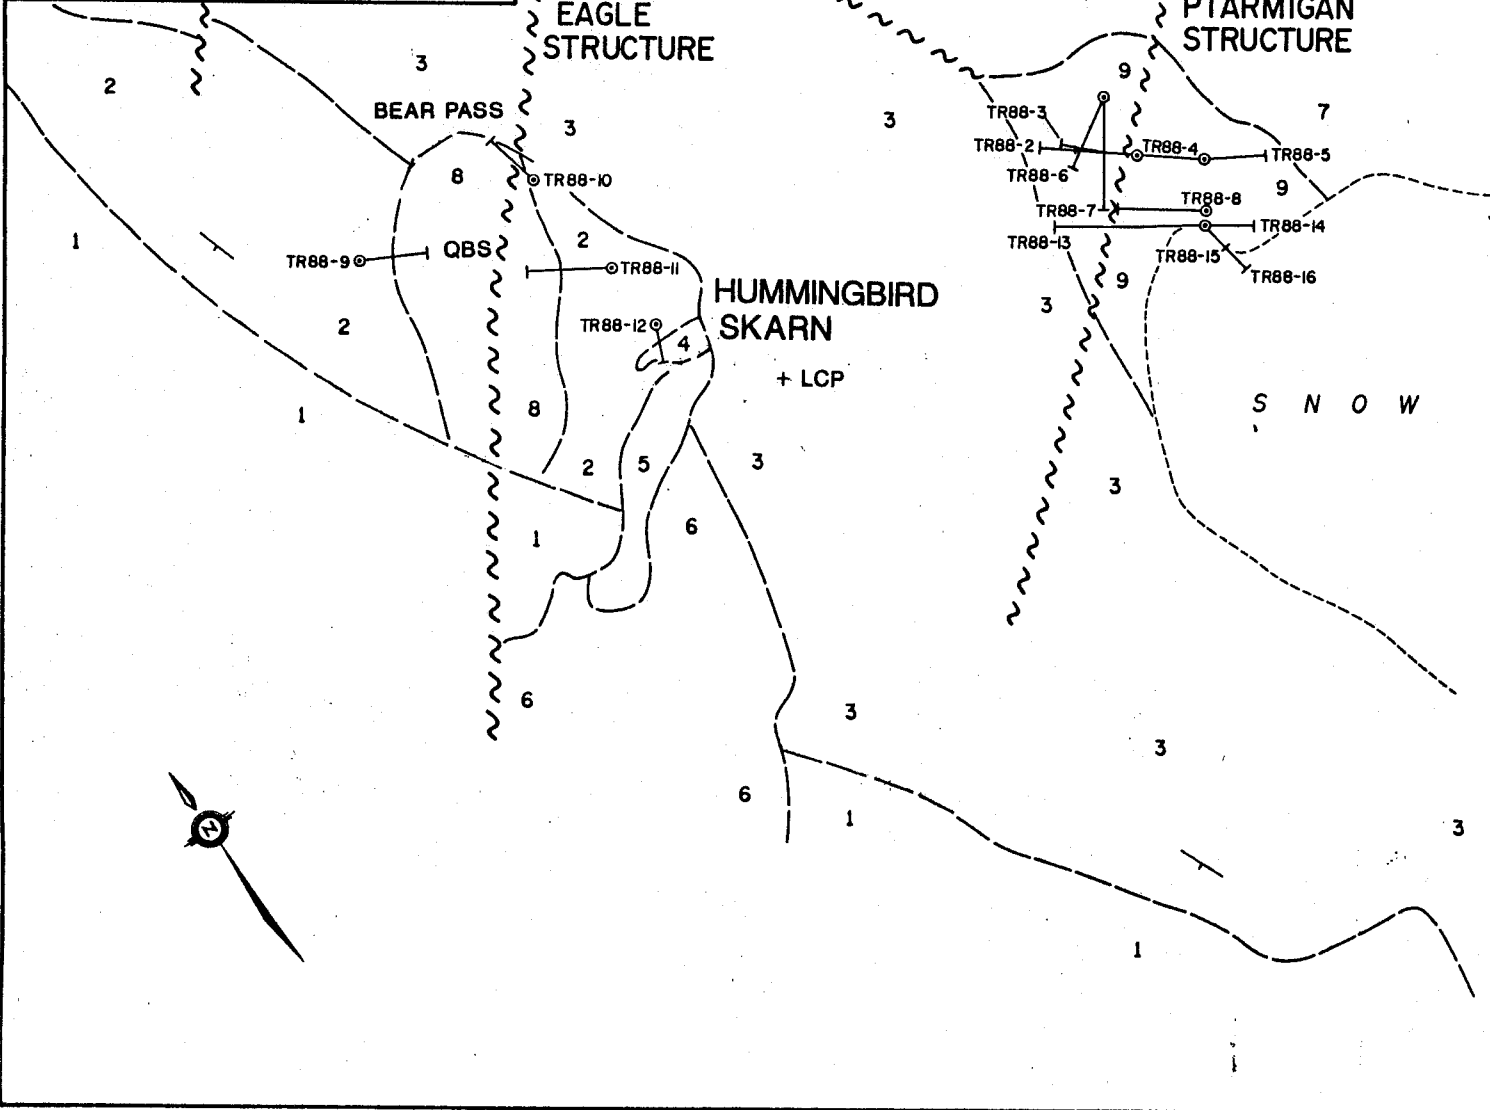 EAGLE
STRUCTURE
PTARMIGAN
STRUCTURE
3
2
BEAR PASS
3
3
9
7
TR88-3
TR88-2
TR88-4
TR88-5
8
TR88-10
TR88-6
9
TR88-8
TR88-7
1
2
QBS
TR88-9
TR88-11
TR88-13
TR88-14
TR88-15
TR88-16
HUMMINGBIRD
SKARN
3
9
2
TR88-12
4
+ LCP
1
8
SNOW
2
5
3
3
6
1
6
3
3
6
1
3
N
1